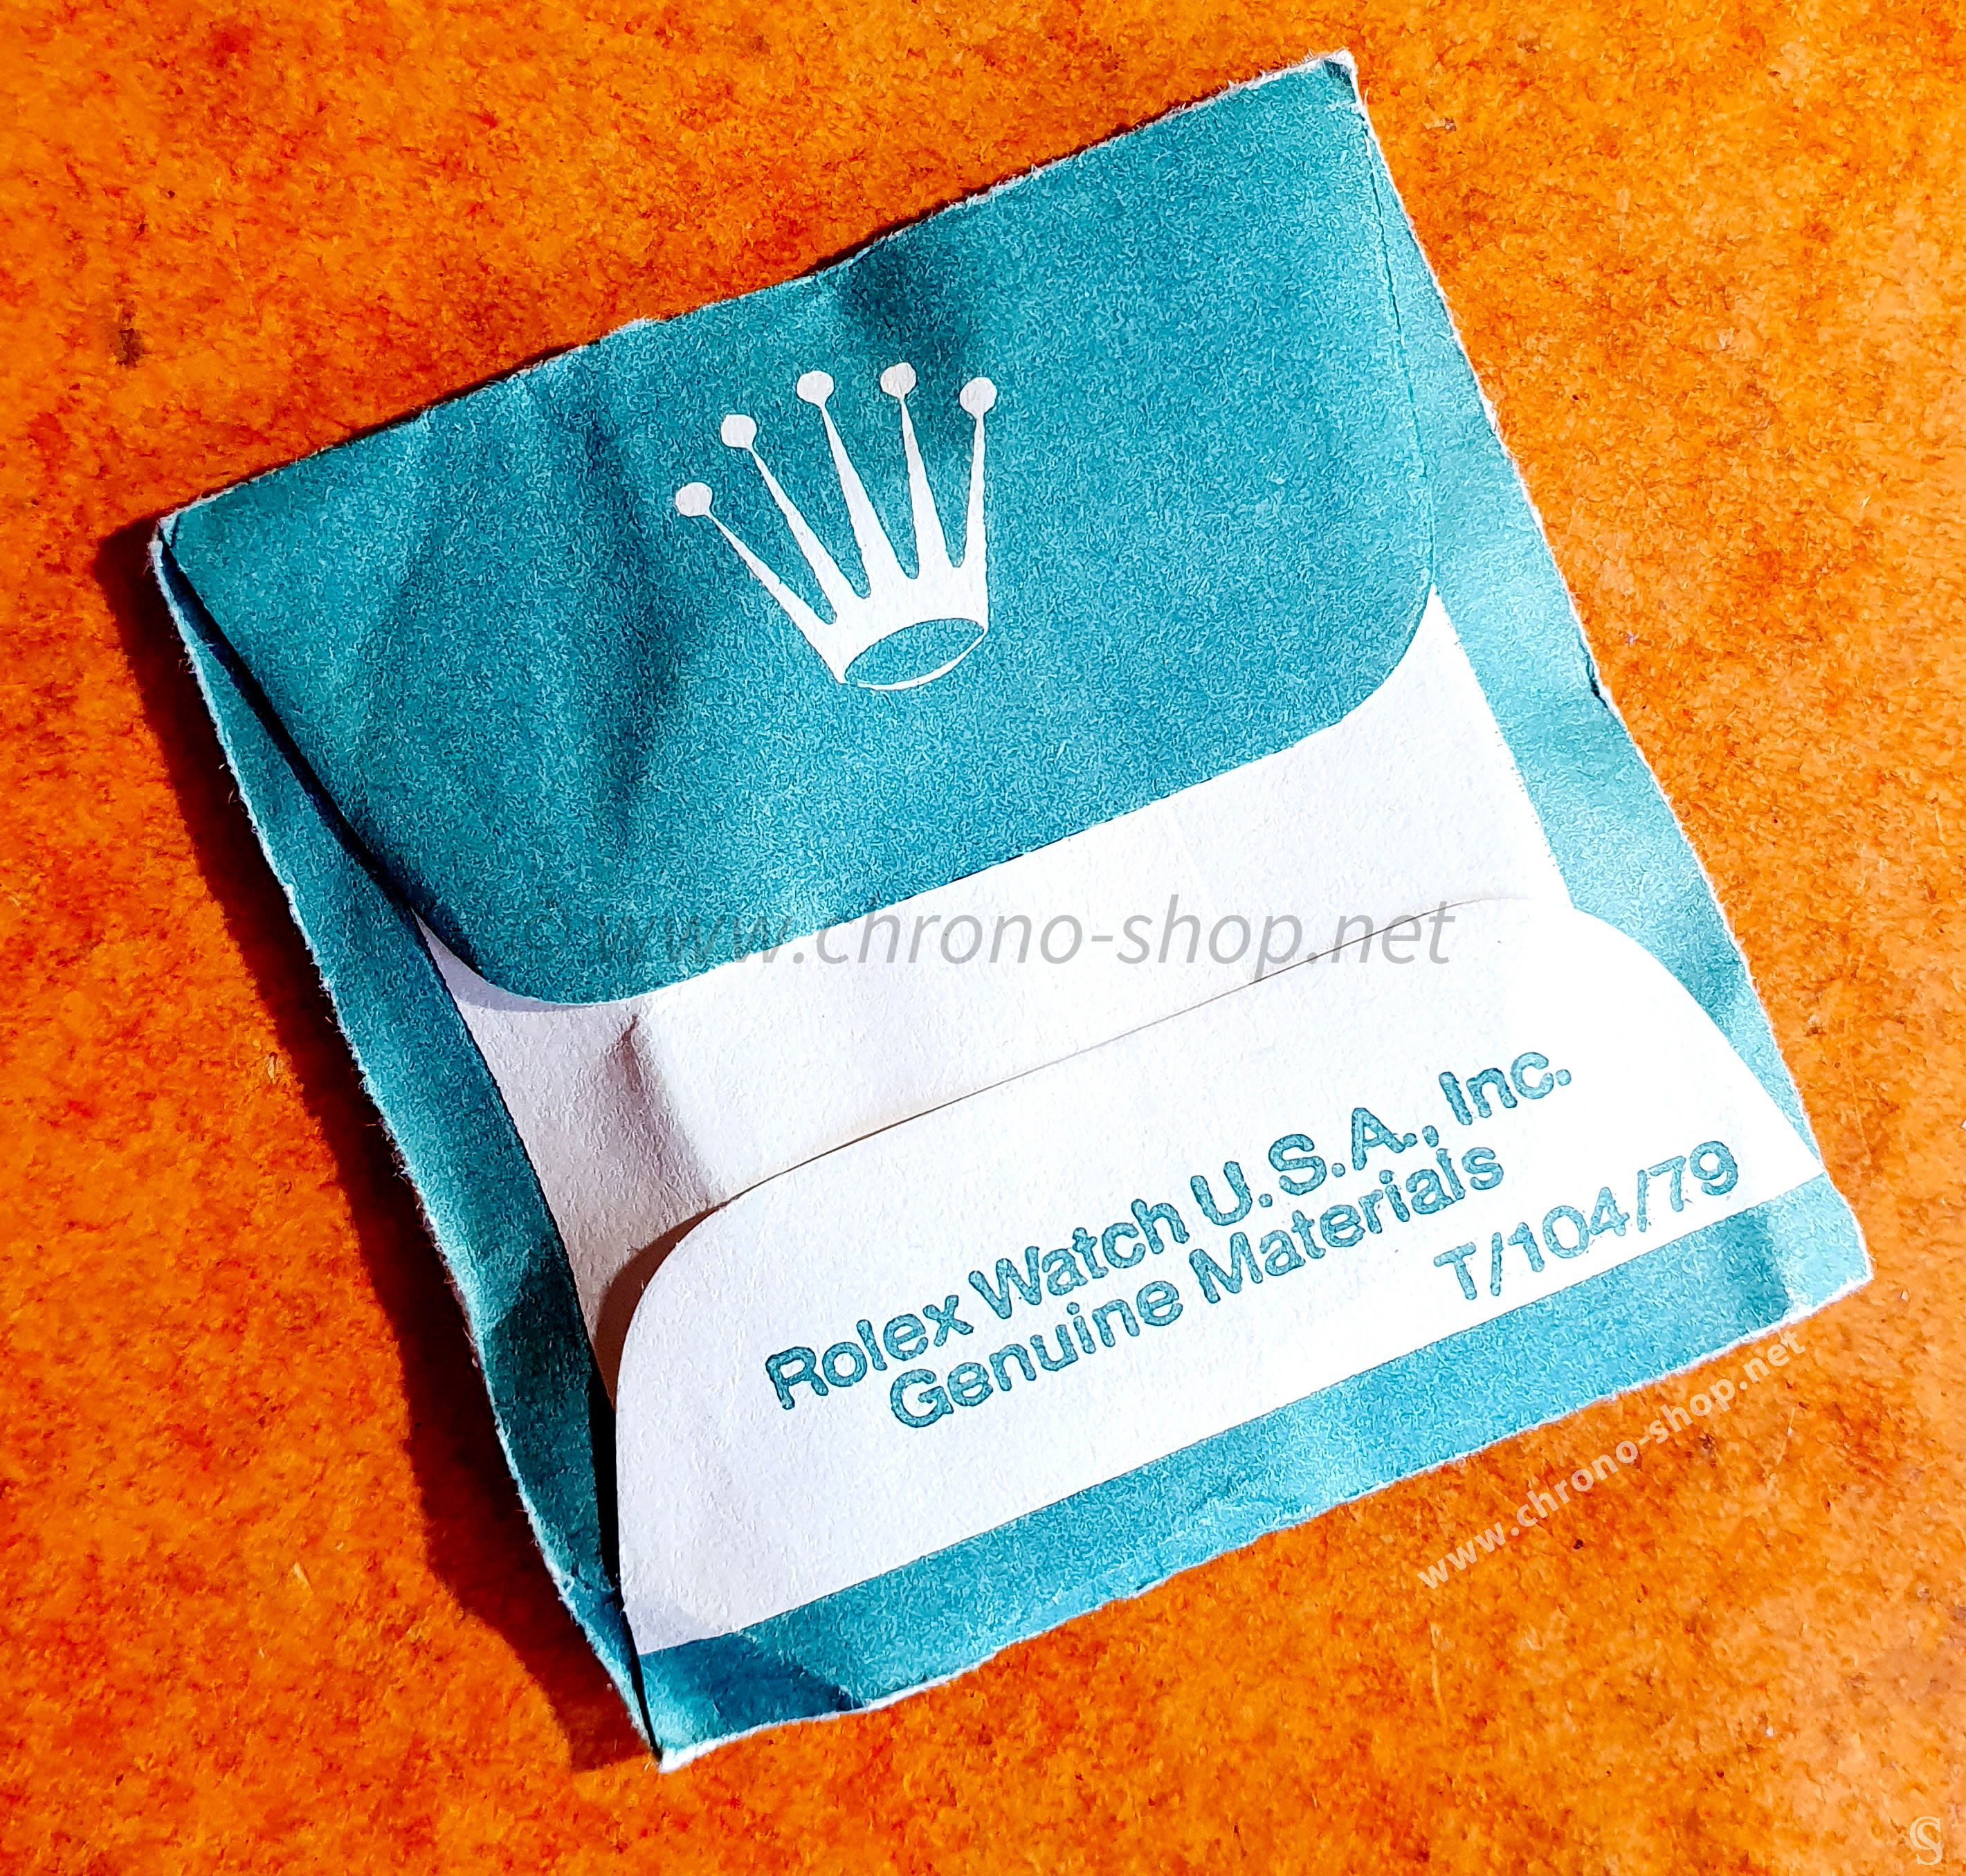 © www.chrono-shop.net
Rolex Watch U.S.A., Inc.
Genuine Materials
T/104/79
www.chrono-shop.net